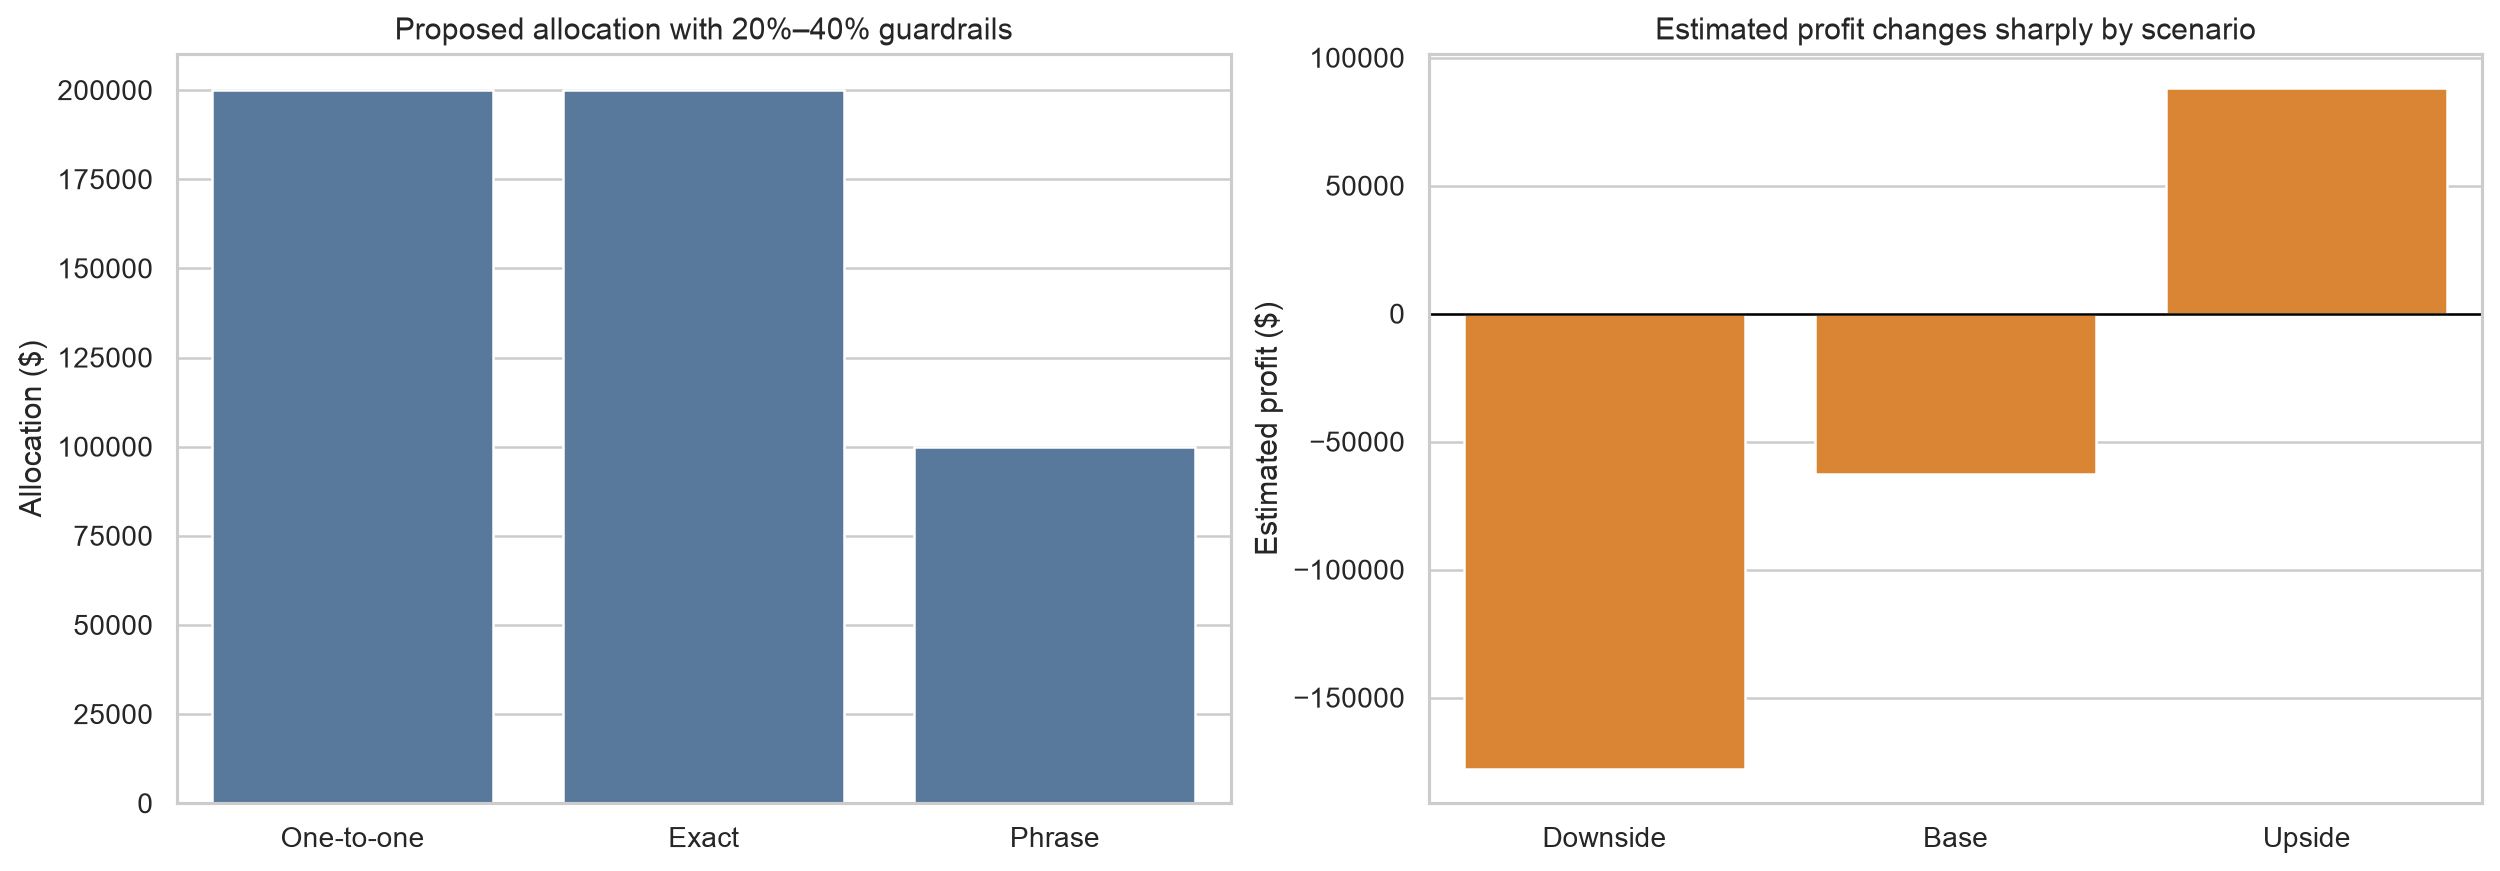 Proposed allocation with 20%–40% guardrails
Allocation ($)
200000
175000
150000
125000
100000
75000
50000
25000
0
One-to-one
Exact
Phrase
Estimated profit changes sharply by scenario
Estimated profit ($)
100000
50000
0
−50000
−100000
−150000
Downside
Base
Upside